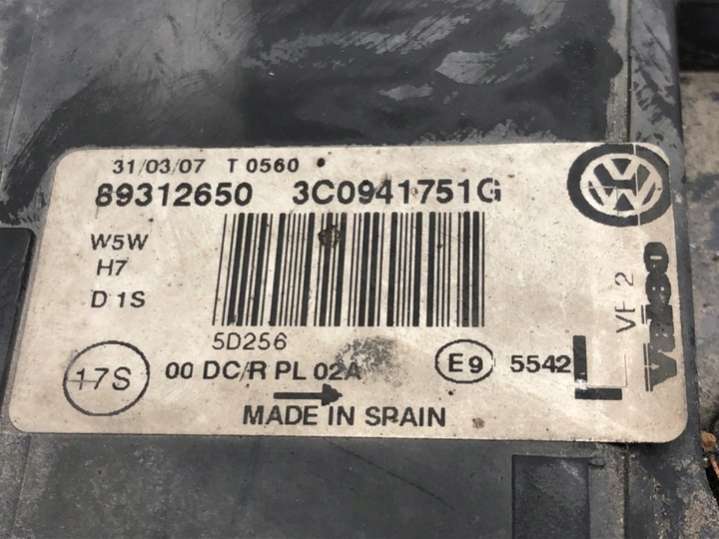 31/03/07 T 0560
89312650 3C0941751G
W5W
H7
D1S
5D256
17S 00 DC/R PL 02A E9 5542
L
MADE IN SPAIN
VE 2
VALEO